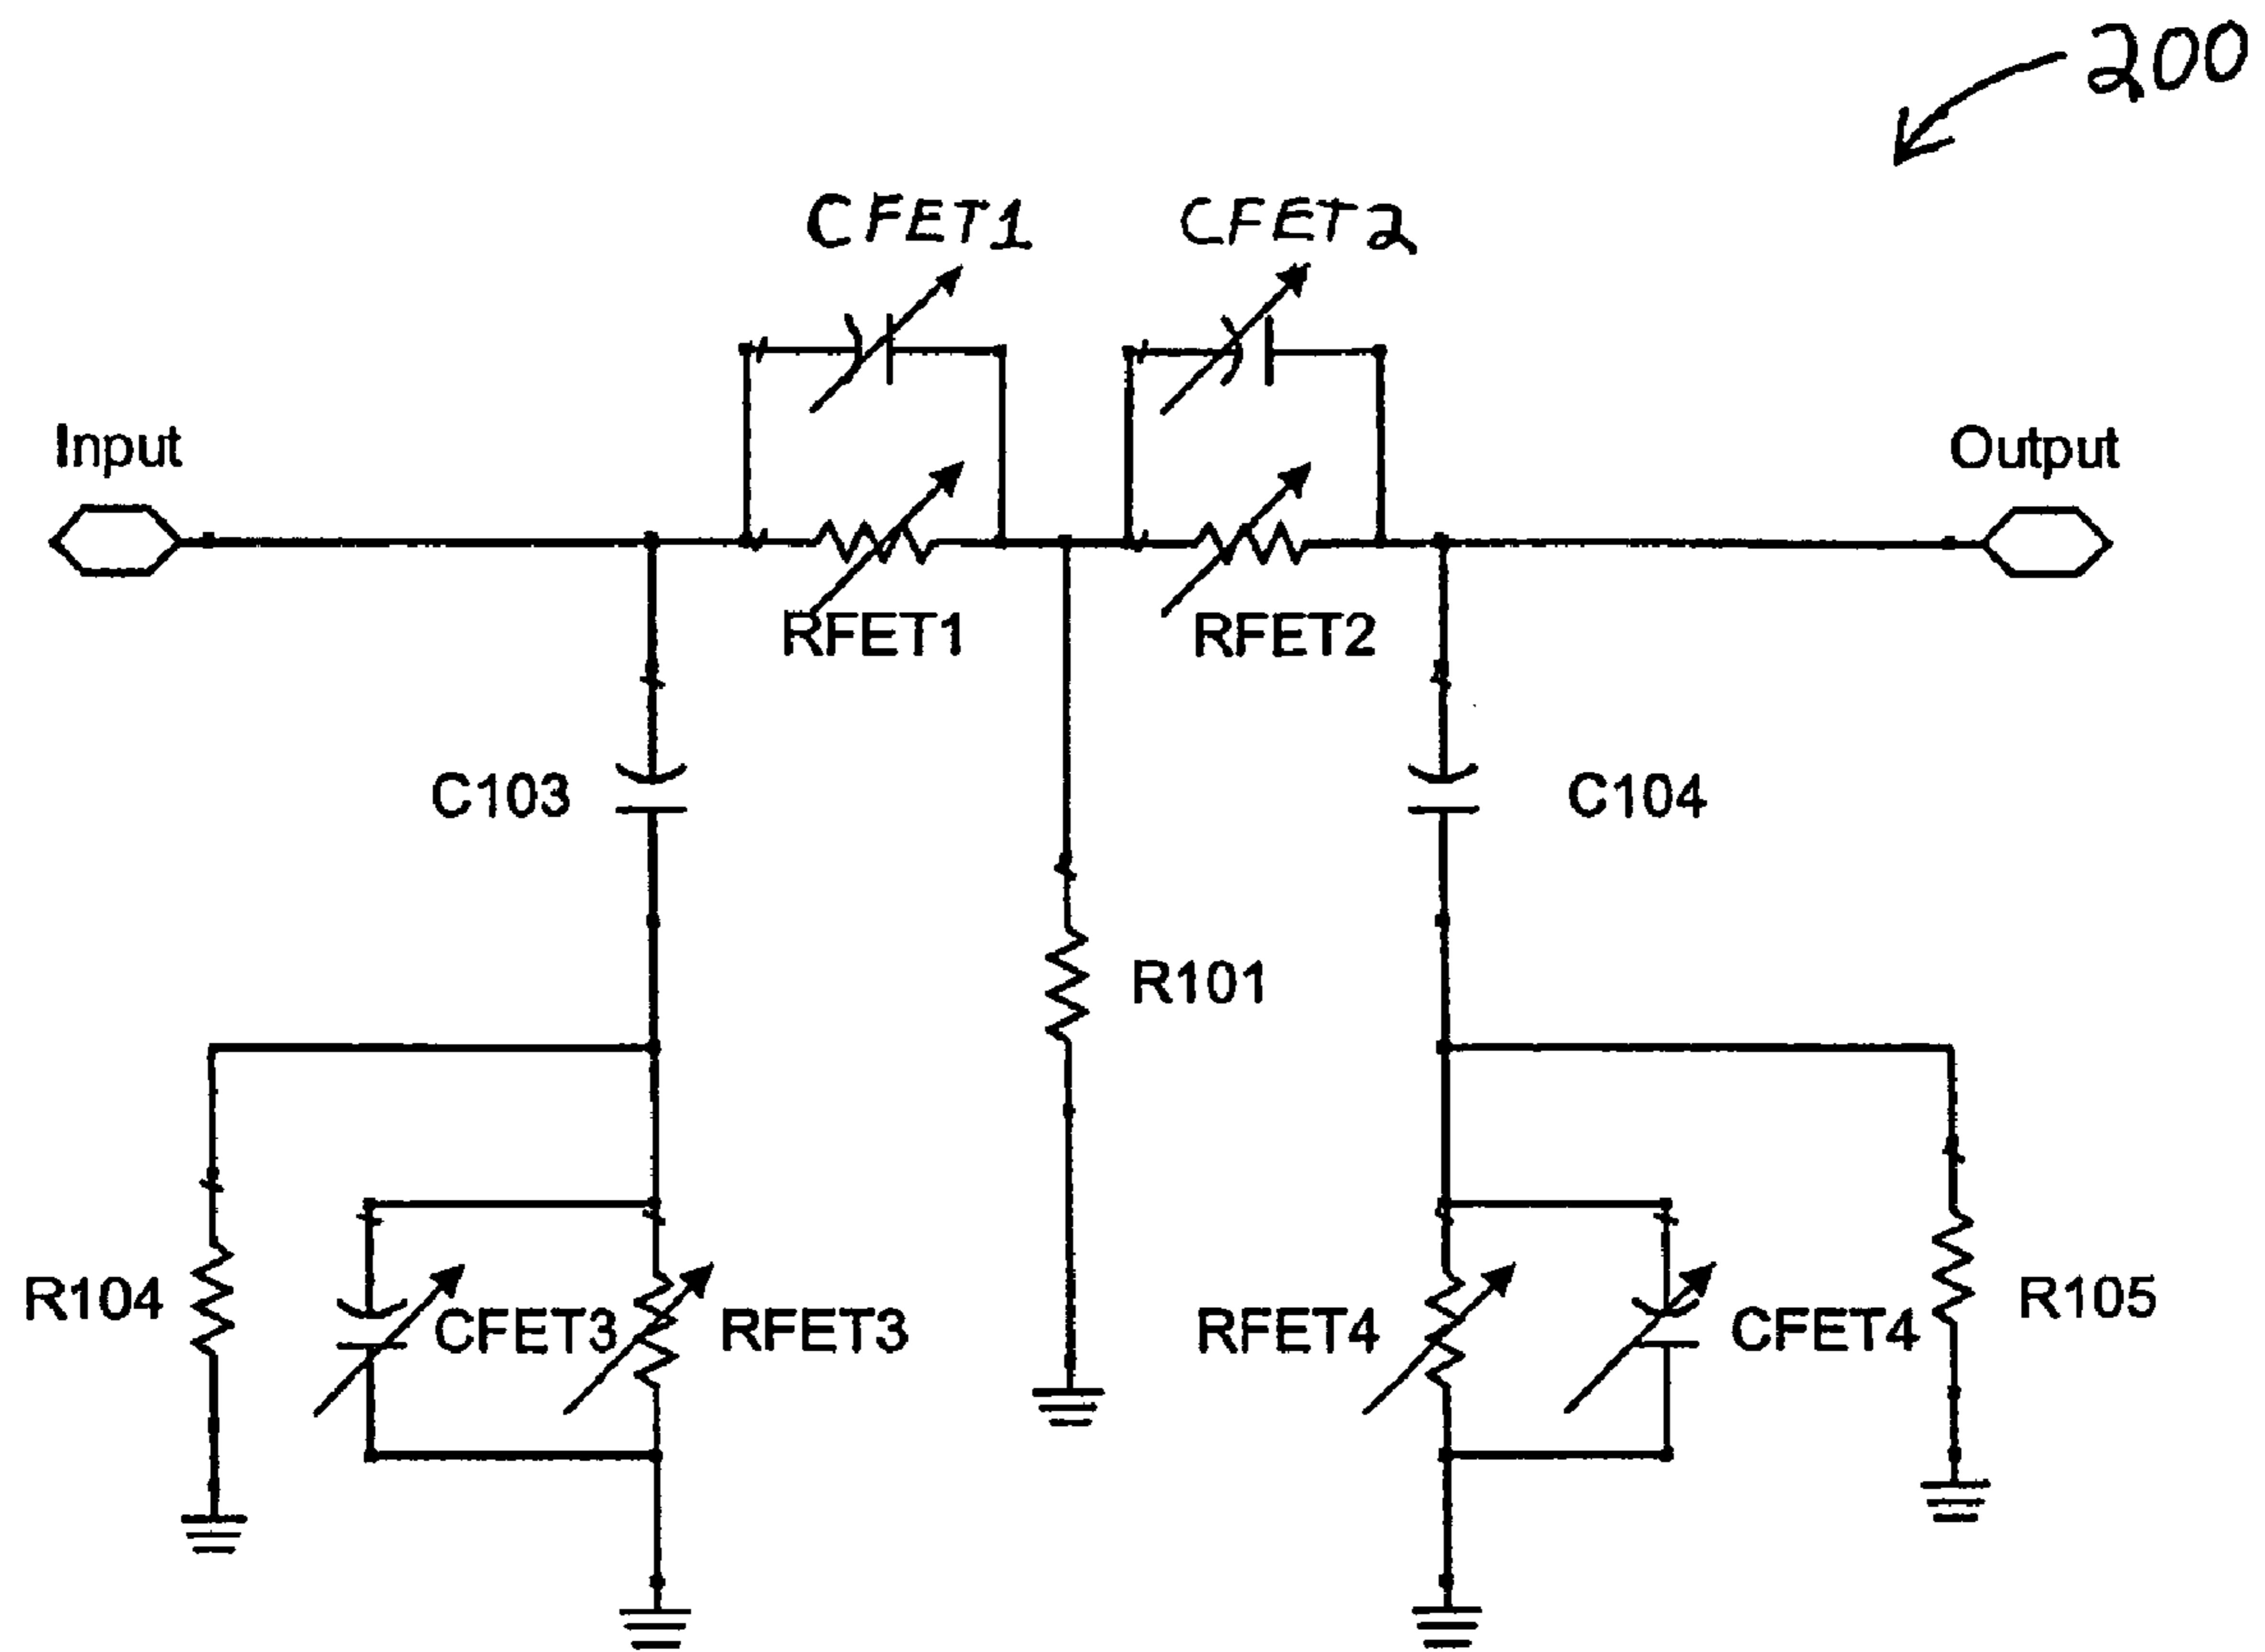 200
CFET1
CFET2
Input
Output
RFET1
RFET2
C103
C104
R101
R104
CFET3
RFET3
RFET4
CFET4
R105